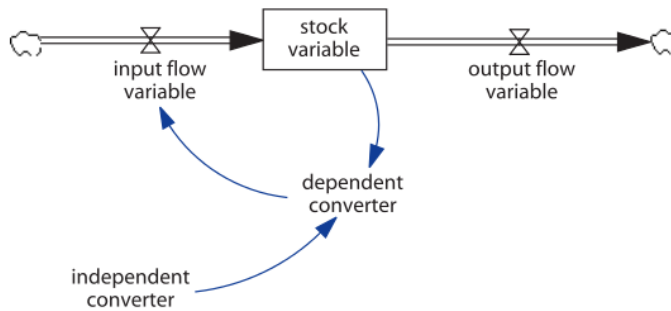 stock
variable
input flow
variable
output flow
variable
dependent
converter
independent
converter